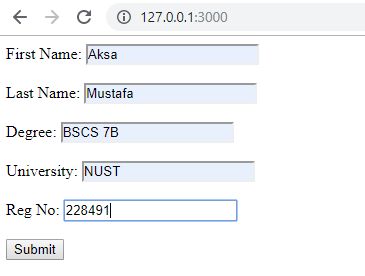 127.0.0.1:3000
First Name: Aksa
Last Name: Mustafa
Degree: BSCS 7B
University: NUST
Reg No: 228491
Submit